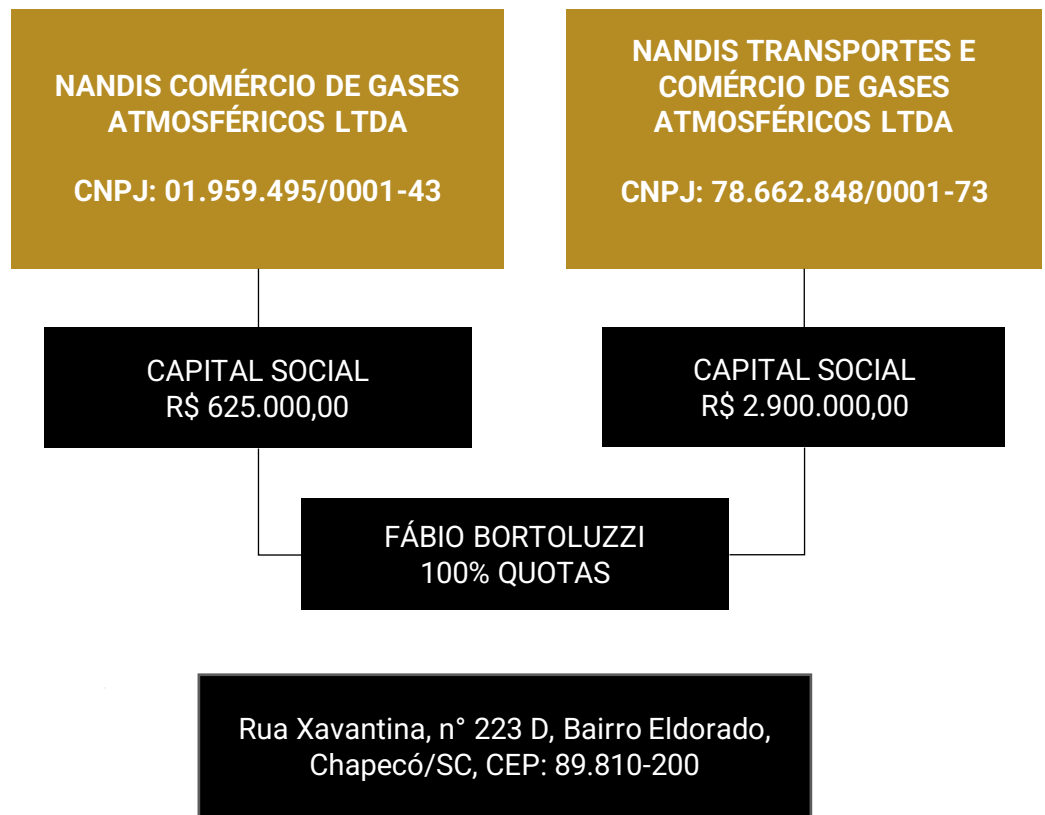 NANDIS COMÉRCIO DE GASES
ATMOSFÉRICOS LTDA
CNPJ: 01.959.495/0001-43
NANDIS TRANSPORTES E
COMÉRCIO DE GASES
ATMOSFÉRICOS LTDA
CNPJ: 78.662.848/0001-73
CAPITAL SOCIAL
R$ 625.000,00
CAPITAL SOCIAL
R$ 2.900.000,00
FÁBIO BORTOLUZZI
100% QUOTAS
Rua Xavantina, n° 223 D, Bairro Eldorado,
Chapecó/SC, CEP: 89.810-200